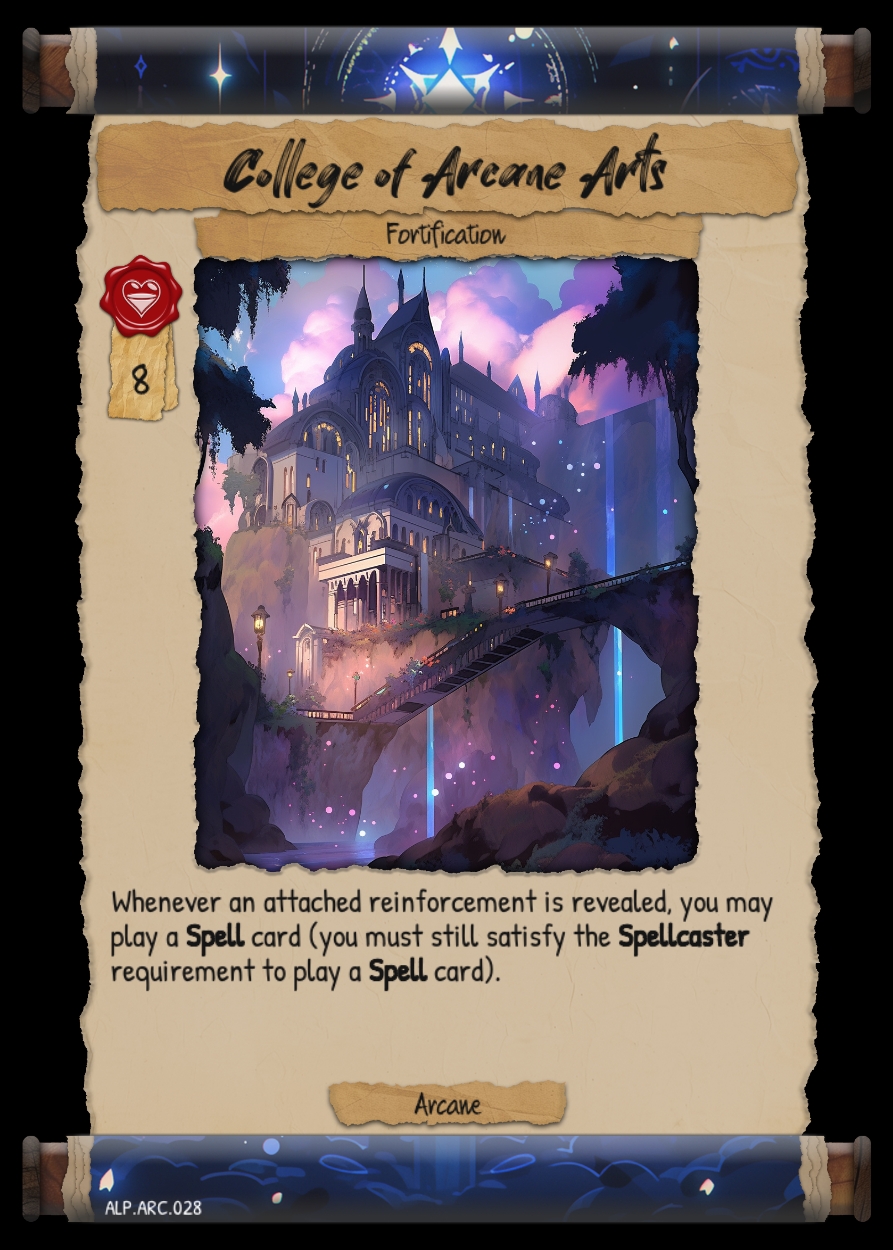 College of Arcane Arts
Fortification
8
Whenever an attached reinforcement is revealed, you may
play a Spell card (you must still satisfy the Spellcaster
requirement to play a Spell card).
Arcane
ALP.ARC.028